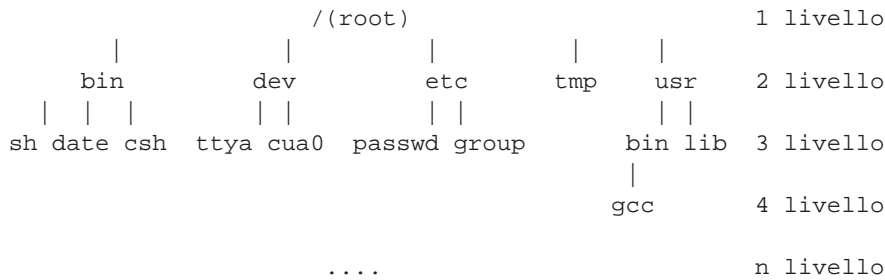 /(root) 1 livello
| | | | |
bin dev etc tmp usr 2 livello
| | | | | | | | |
sh date csh ttya cua0 passwd group bin lib 3 livello
|
gcc 4 livello
.... n livello